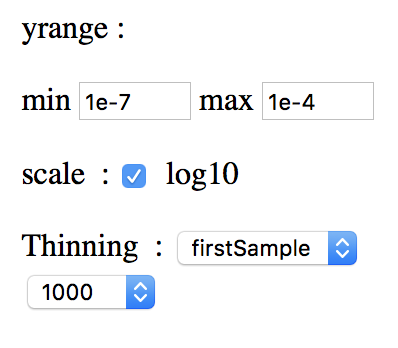 yrange :
min 1e-7 max 1e-4
scale : log10
Thinning : firstSample
1000